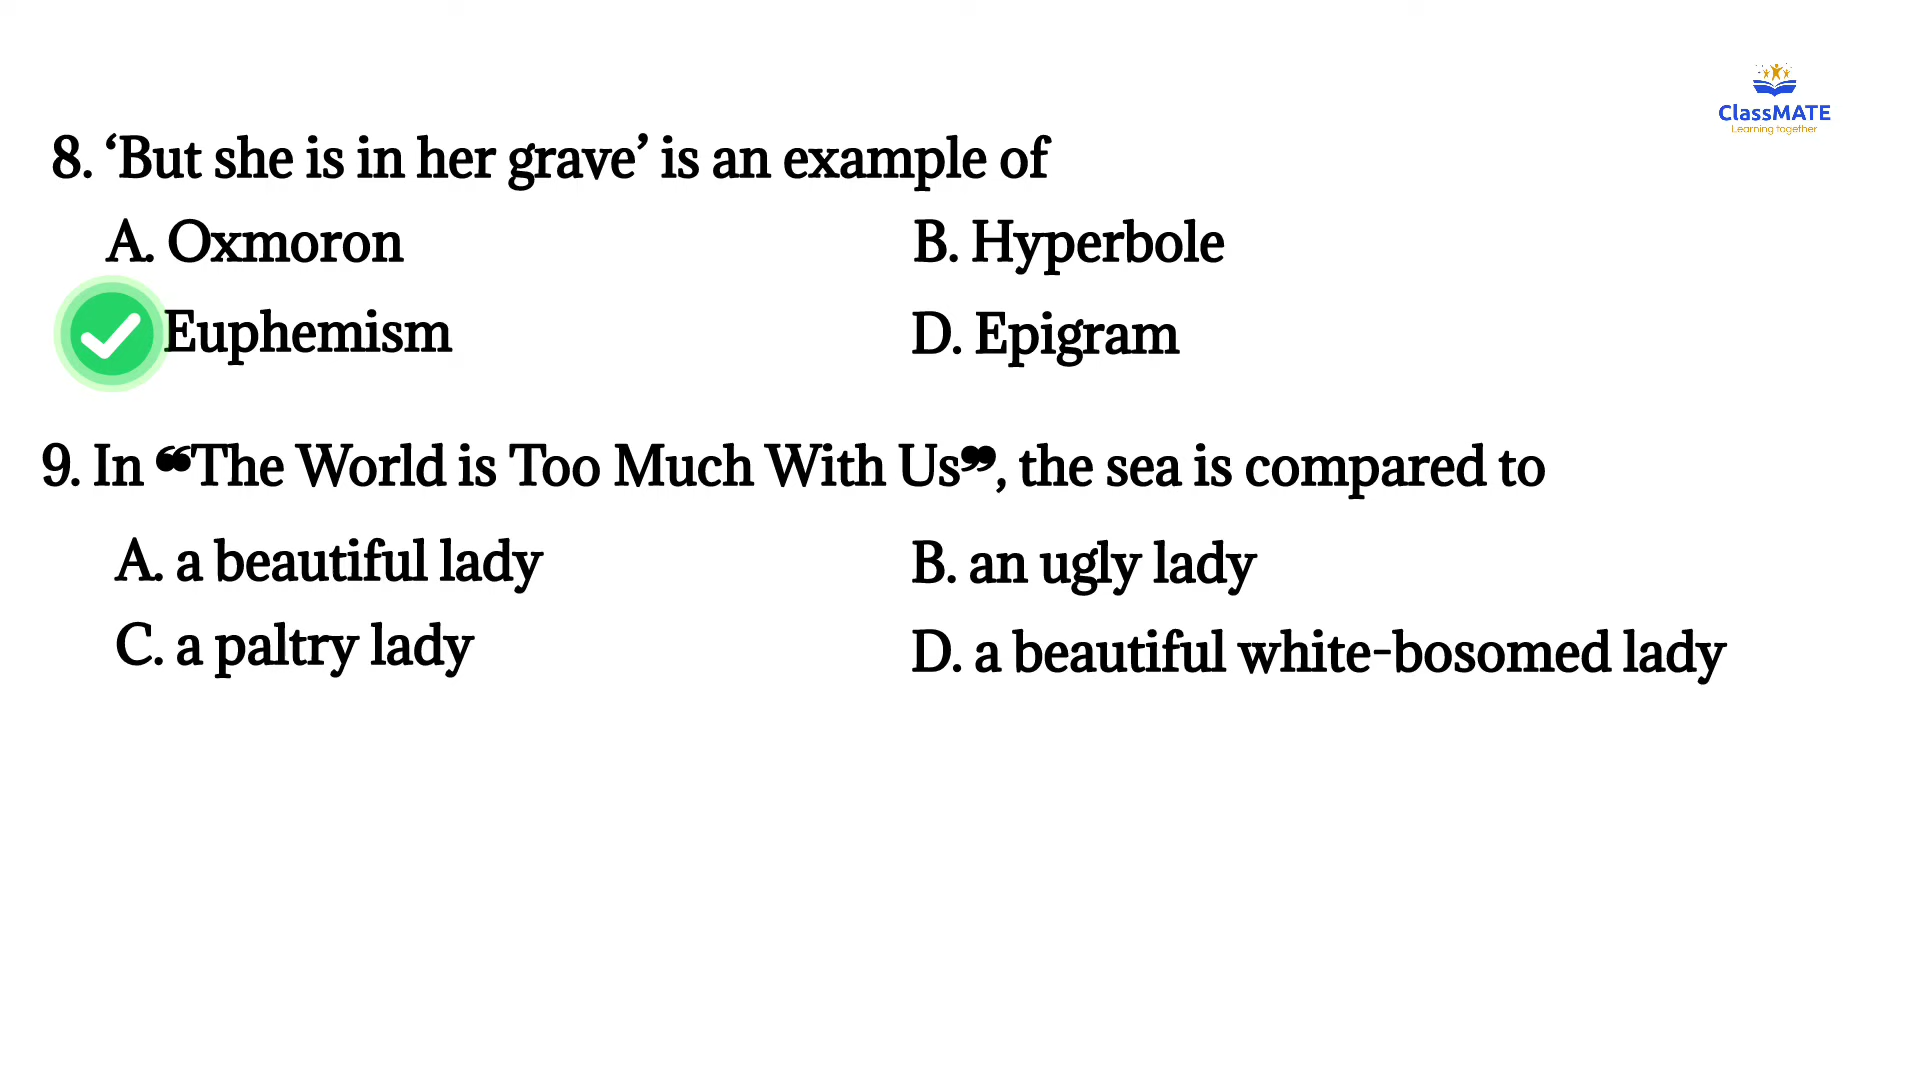 ClassMATE
Learning together
8. ‘But she is in her grave’ is an example of
A. Oxmoron
B. Hyperbole
Euphemism
D. Epigram
9. In ❝The World is Too Much With Us❞, the sea is compared to
A. a beautiful lady
B. an ugly lady
C. a paltry lady
D. a beautiful white-bosomed lady